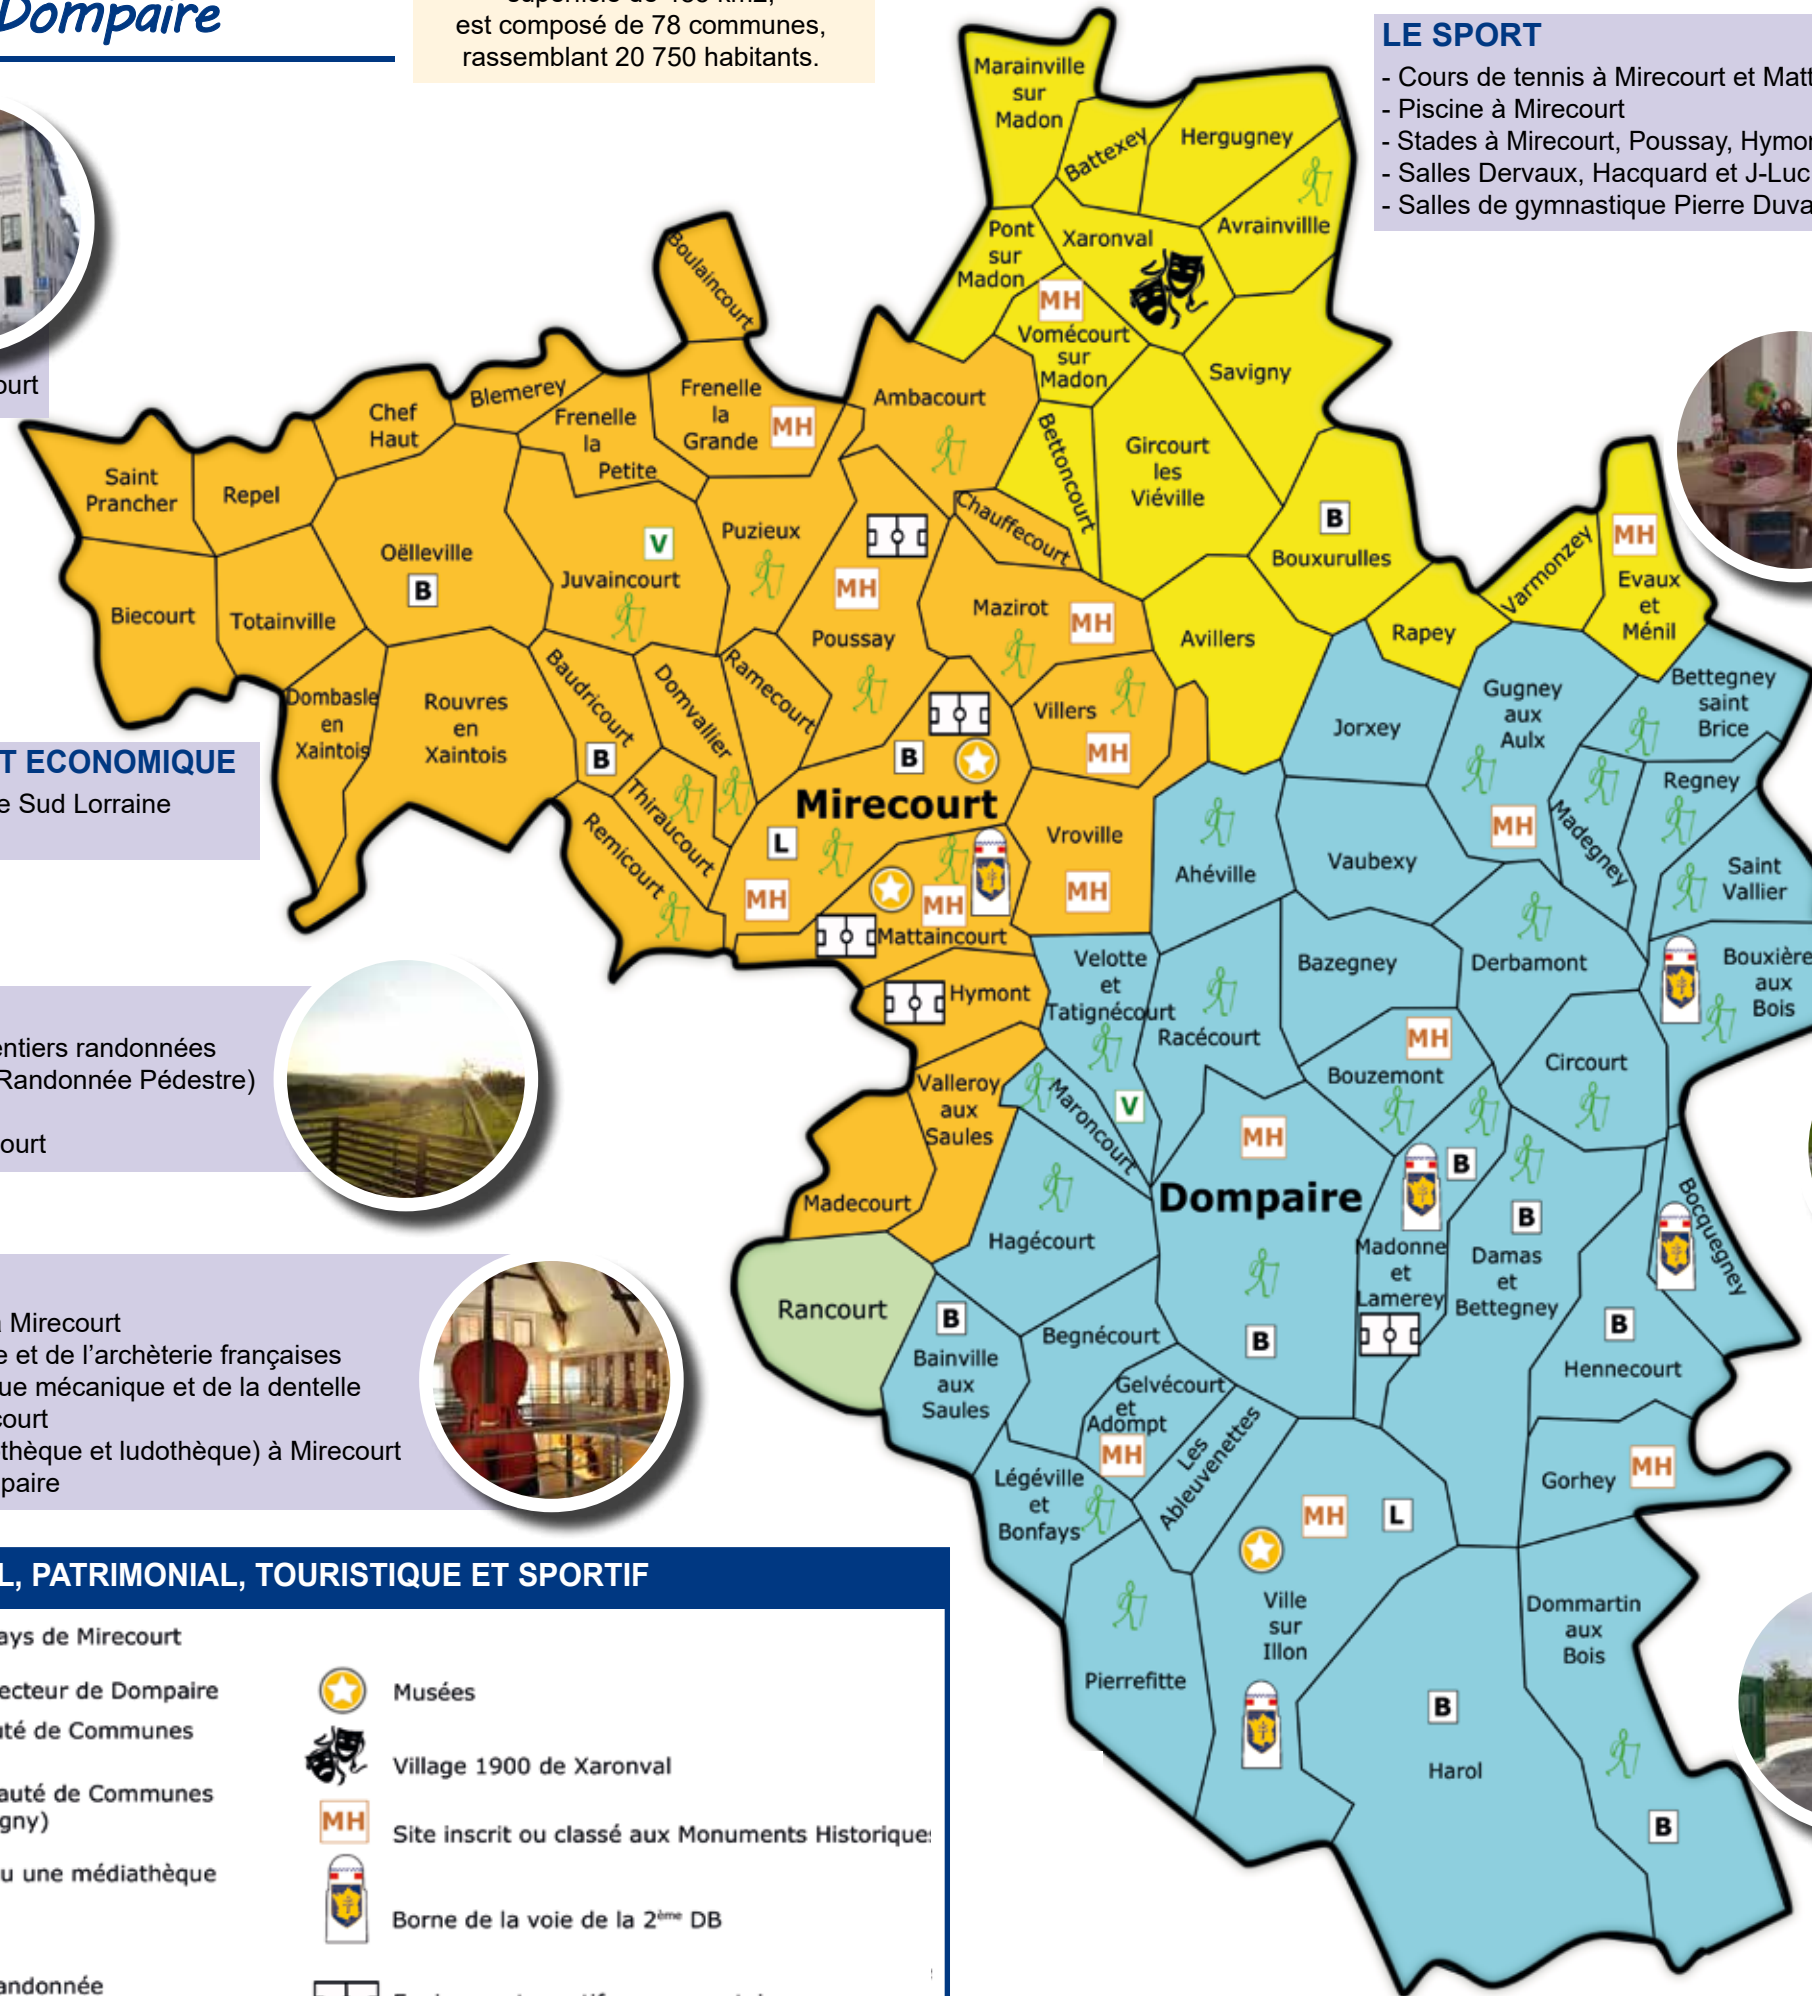 Dompaire
est composé de 78 communes,
rassemblant 20 750 habitants.
LE SPORT
- Cours de tennis à Mirecourt et Matt
- Piscine à Mirecourt
- Stades à Mirecourt, Poussay, Hymon
- Salles Dervaux, Hacquard et J-Luc
- Salles de gymnastique Pierre Duva
ourt
T ECONOMIQUE
e Sud Lorraine
entiers randonnées
Randonnée Pédestre)
ourt
à Mirecourt
e et de l'archèterie françaises
ue mécanique et de la dentelle
court
othèque et ludothèque) à Mirecourt
paire
Marainville
sur
Madon
Battexey
Hergugney
Avrainvillle
Pont
sur
Madon
Xaronval
MH
Vomécourt
sur
Madon
Savigny
Bettoncourt
Gircourt
les
Viéville
B
Bouxurulles
Avillers
Rapey
Varmonzey
MH
Evaux
et
Ménil
Boulaincourt
Blemerey
Chef
Haut
Frenelle
la
Petite
Frenelle
la
Grande
MH
Ambacourt
Saint
Prancher
Repel
Oëlleville
B
V
Juvaincourt
Puzieux
Chauffecourt
MH
Poussay
Mazirot
MH
Biecourt
Totainville
Dombasle
en
Xaintois
Rouvres
en
Xaintois
Baudricourt
B
Domvallier
Ramecourt
Thiraucourt
Remicourt
Villers
MH
B
Mirecourt
L
MH
Vroville
MH
MH
Mattaincourt
Hymont
Valleroy
aux
Saules
Madecourt
Rancourt
Jorxey
Gugney
aux
Aulx
MH
Bettegney
saint
Brice
Regney
Madegney
Saint
Vallier
Ahéville
Vaubexy
Velotte
et
Tatignécourt
V
Racécourt
Bazegney
Derbamont
Bouxière
aux
Bois
MH
Bouzemont
Circourt
Maroncourt
Hagécourt
MH
Dompaire
B
B
Madonne
et
Lamerey
B
Damas
et
Bettegney
Bocquegney
B
Hennecourt
B
Bainville
aux
Saules
Begnécourt
Gelvécourt
et
Adompt
MH
Les
Ableuvenettes
Légéville
et
Bonfays
Gorhey
MH
MH
L
Ville
sur
Illon
Pierrefitte
B
Harol
Dommartin
aux
Bois
B
L, PATRIMONIAL, TOURISTIQUE ET SPORTIF
ays de Mirecourt
ecteur de Dompaire
uté de Communes
auté de Communes
gny)
u une médiathèque
andonnée
Musées
Village 1900 de Xaronval
MH
Site inscrit ou classé aux Monuments Historique
Borne de la voie de la 2ème DB